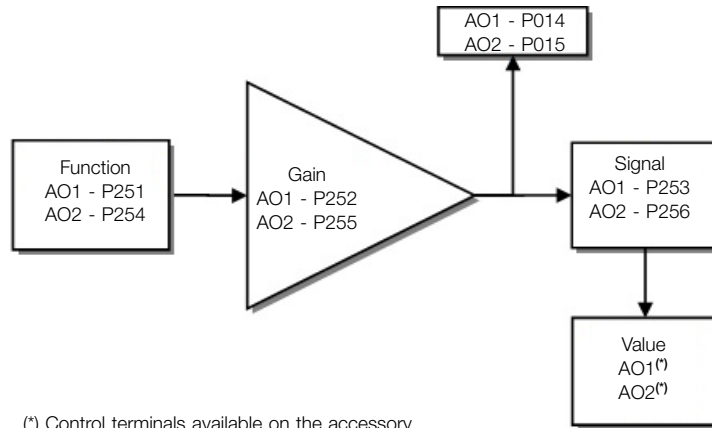 AO1 - P014
AO2 - P015
Function
AO1 - P251
AO2 - P254
Gain
AO1 - P252
AO2 - P255
Signal
AO1 - P253
AO2 - P256
Value
AO1(*)
AO2(*)
(*) Control terminals available on the accessory